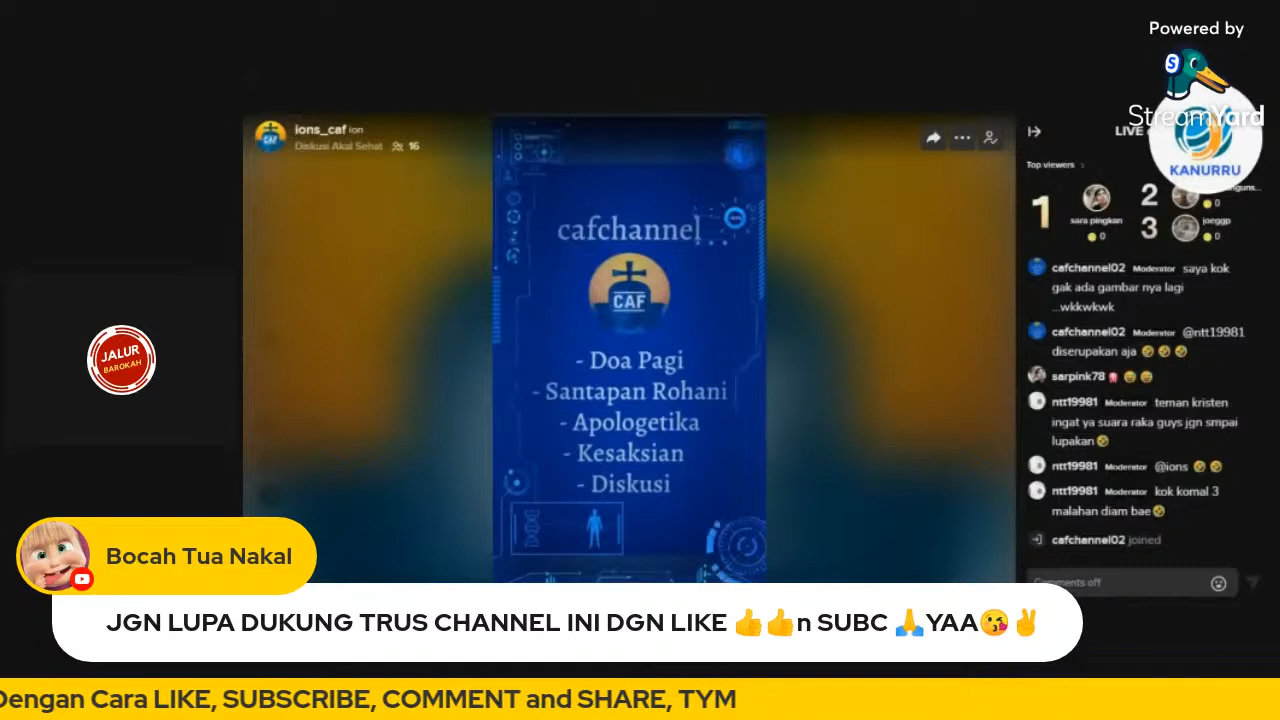 Powered by
StreamYard
KANURRU
ions_caf ion
Diskusi Akal Sehat 16
LIVE
Top viewers
1
sara pingkan
0
2
0
3
joeggp
0
cafchannel
CAF
- Doa Pagi
- Santapan Rohani
- Apologetika
- Kesaksian
- Diskusi
cafchannel02 Moderator saya kok
gak ada gambar nya lagi
...wkkwkwk
cafchannel02 Moderator @ntt19981
diserupakan aja 🤣 🤣 🤣
sarpink78 😅 😅
ntt19981 Moderator teman kristen
ingat ya suara raka guys jgn smpai
lupakan🤣
ntt19981 Moderator @ions 🤣 🤣
ntt19981 Moderator kok komal 3
malahan diam bae🤣
cafchannel02 joined
Comments off
JALUR
BAROKAH
Bocah Tua Nakal
JGN LUPA DUKUNG TRUS CHANNEL INI DGN LIKE 👍👍n SUBC 🙏YAA😘✌
Dengan Cara LIKE, SUBSCRIBE, COMMENT and SHARE, TYM